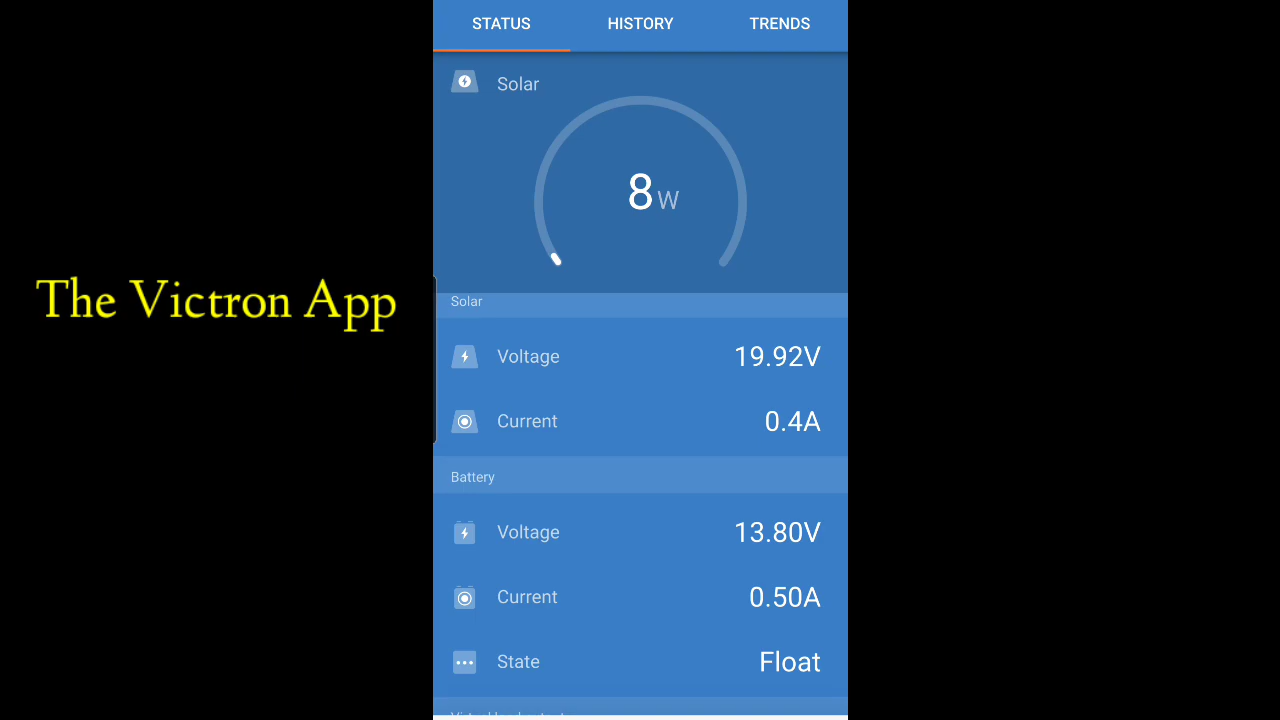 STATUS HISTORY TRENDS
Solar
8W
The Victron App
Solar
Voltage 19.92V
Current 0.4A
Battery
Voltage 13.80V
Current 0.50A
State Float